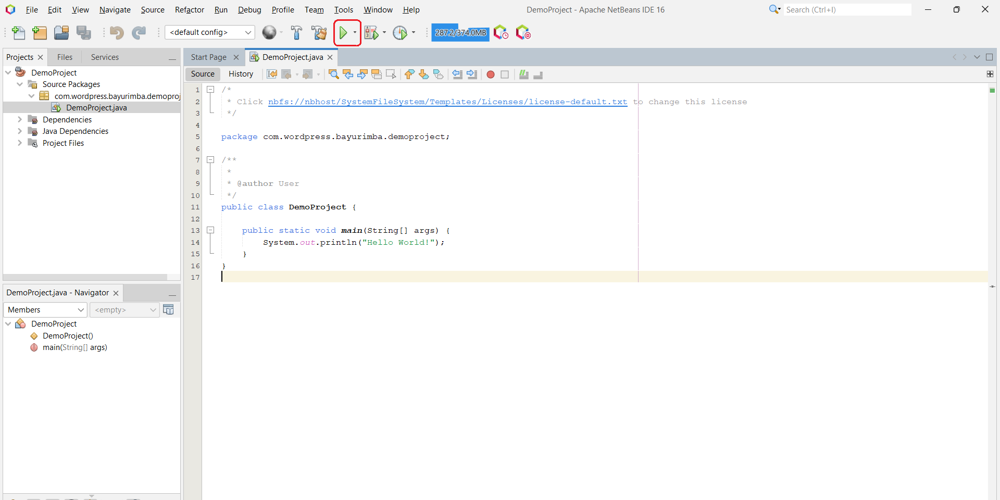 File Edit View Navigate Source Refactor Run Debug Profile Team Tools Window Help
DemoProject - Apache NetBeans IDE 16
Search (Ctrl+I)
<default config>
287.2/374.0MB
Projects Files Services
DemoProject
Source Packages
com.wordpress.bayurimba.demoproj
DemoProject.java
Dependencies
Java Dependencies
Project Files
DemoProject.java - Navigator
Members <empty>
DemoProject
DemoProject()
main(String[] args)
Start Page DemoProject.java
Source History
1 /*
2 * Click nbfs://nbhost/SystemFileSystem/Templates/Licenses/license-default.txt to change this license
3 */
4
5 package com.wordpress.bayurimba.demoproject;
6
7 /**
8 *
9 * @author User
10 */
11 public class DemoProject {
12
13 public static void main(String[] args) {
14 System.out.println("Hello World!");
15 }
16 }
17